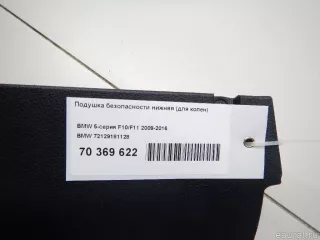 Подушка безопасности нижняя (для колен)
BMW 5-серия F10/F11 2009-2016
BMW 72129191128
70 369 622